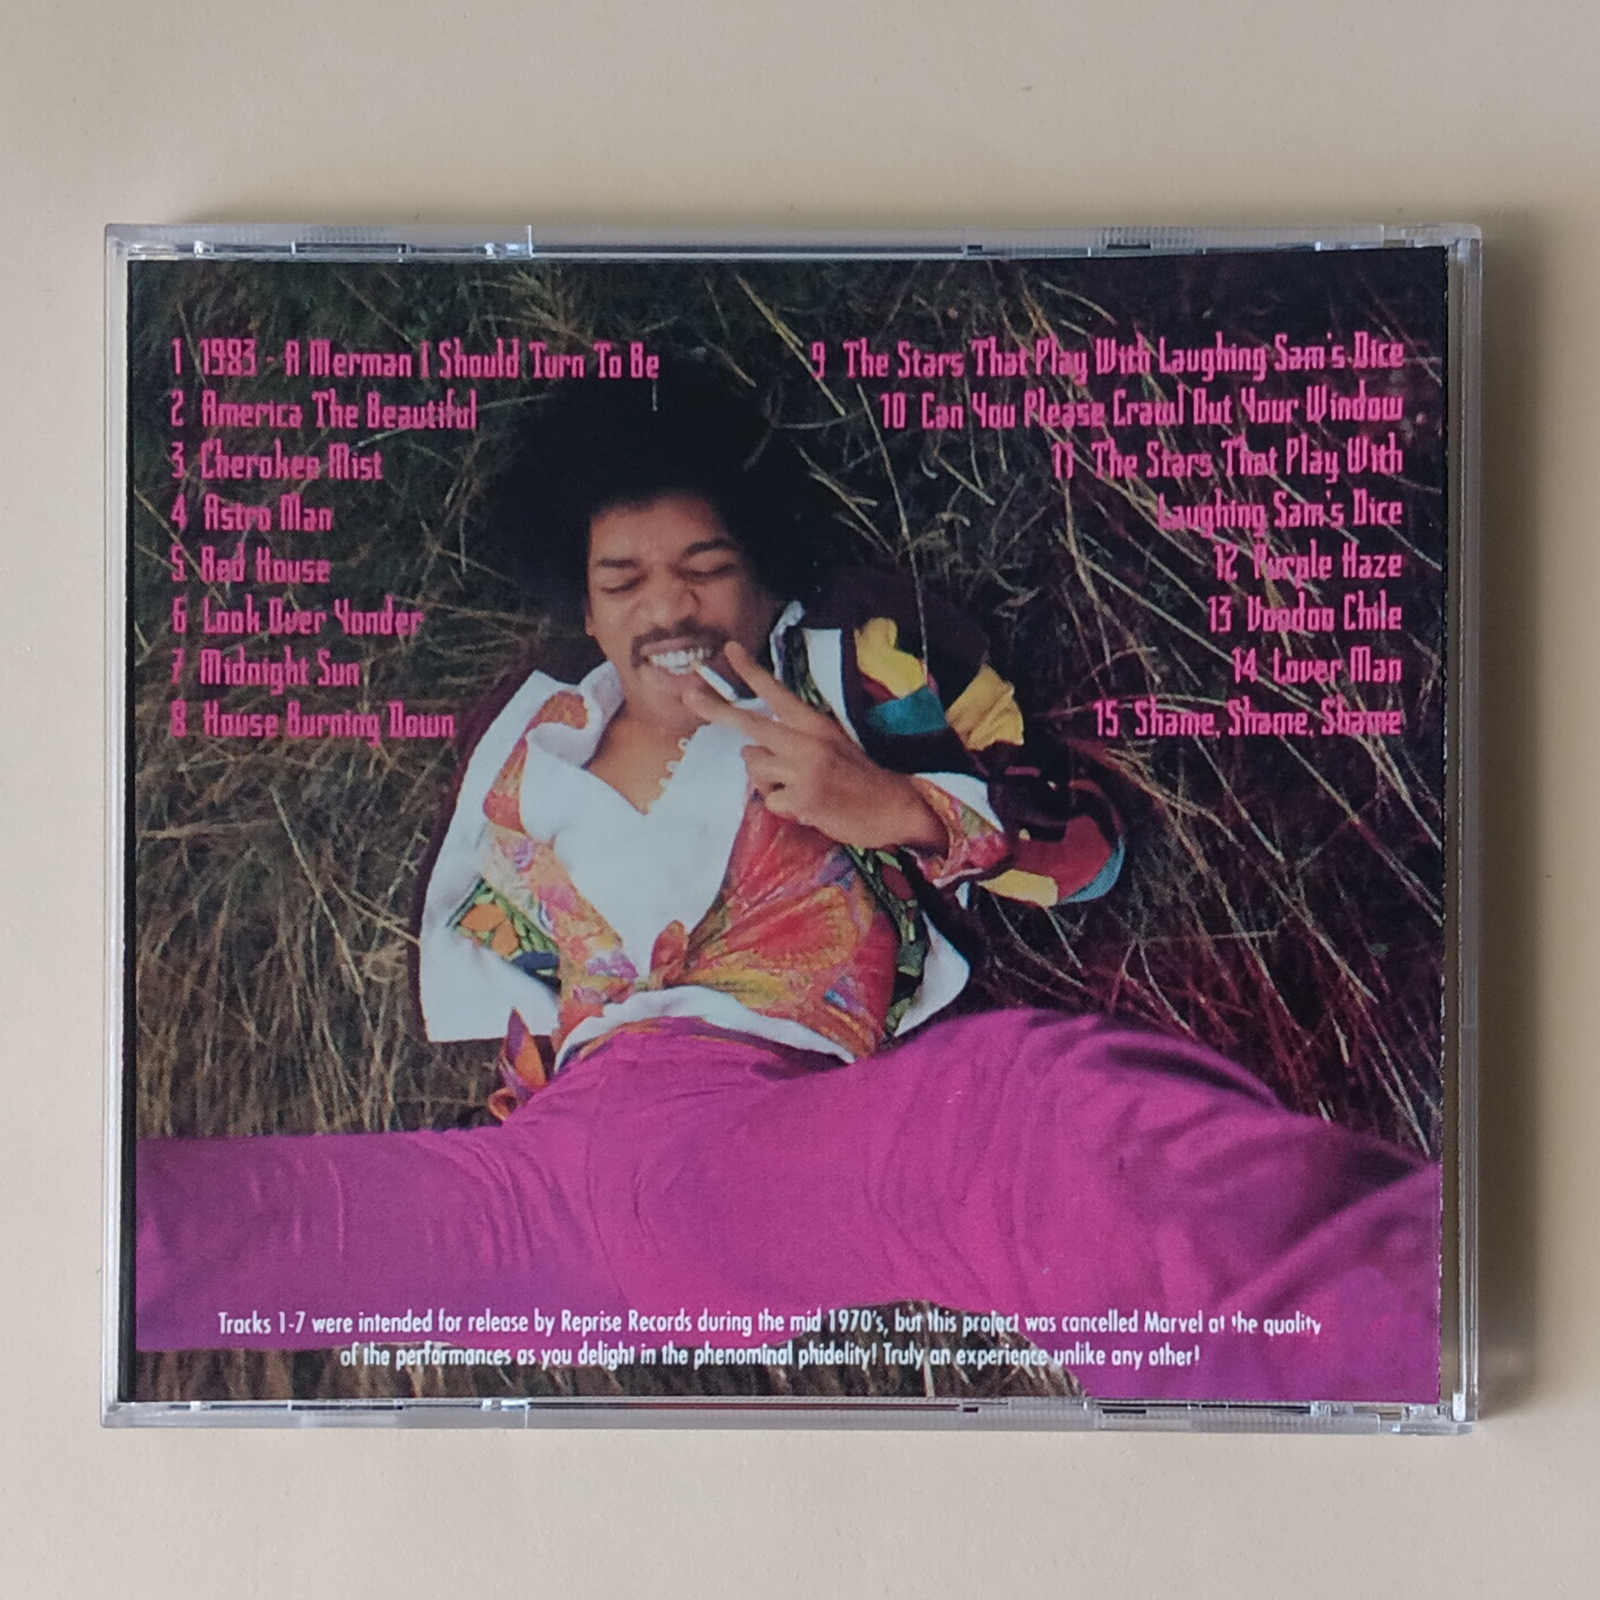 1 1983 - A Merman I Should Turn To Be
2 America The Beautiful
3 Cherokee Mist
4 Astro Man
5 Red House
6 Look Over Yonder
7 Midnight Sun
8 House Burning Down
9 The Stars That Play With Laughing Sam's Dice
10 Can You Please Crawl Out Your Window
11 The Stars That Play With
Laughing Sam's Dice
12 Purple Haze
13 Voodoo Chile
14 Lover Man
15 Shame, Shame, Shame
Tracks 1-7 were intended for release by Reprise Records during the mid 1970's, but this project was cancelled Marvel at the quality
of the performances as you delight in the phenominal phidelity! Truly an experience unlike any other!